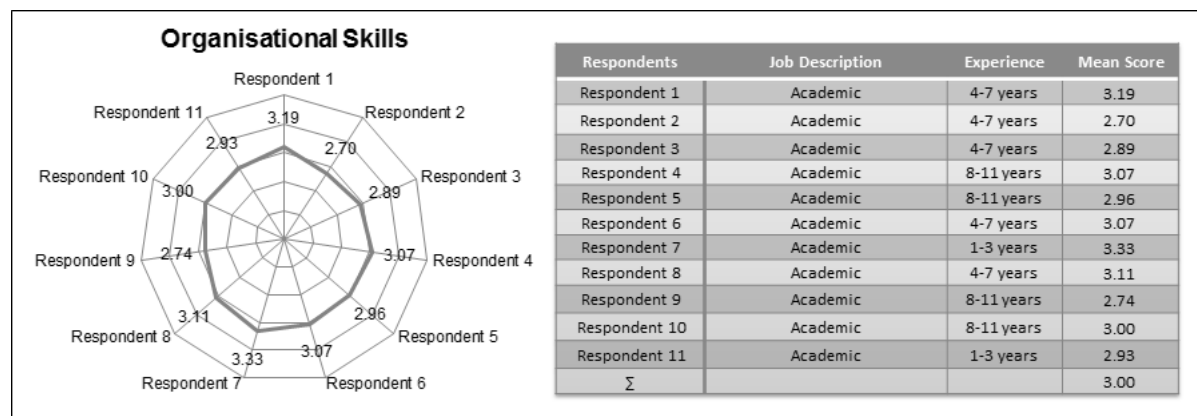 Organisational Skills
Respondent 1
Respondent 2
Respondent 3
Respondent 4
Respondent 5
Respondent 6
Respondent 7
Respondent 8
Respondent 9
Respondent 10
Respondent 11
3.19
2.70
2.89
3.07
2.96
3.07
3.33
3.11
2.74
3.00
2.93
Respondents Job Description Experience Mean Score
Respondent 1 Academic 4-7 years 3.19
Respondent 2 Academic 4-7 years 2.70
Respondent 3 Academic 4-7 years 2.89
Respondent 4 Academic 8-11 years 3.07
Respondent 5 Academic 8-11 years 2.96
Respondent 6 Academic 4-7 years 3.07
Respondent 7 Academic 1-3 years 3.33
Respondent 8 Academic 4-7 years 3.11
Respondent 9 Academic 8-11 years 2.74
Respondent 10 Academic 8-11 years 3.00
Respondent 11 Academic 1-3 years 2.93
∑ 3.00